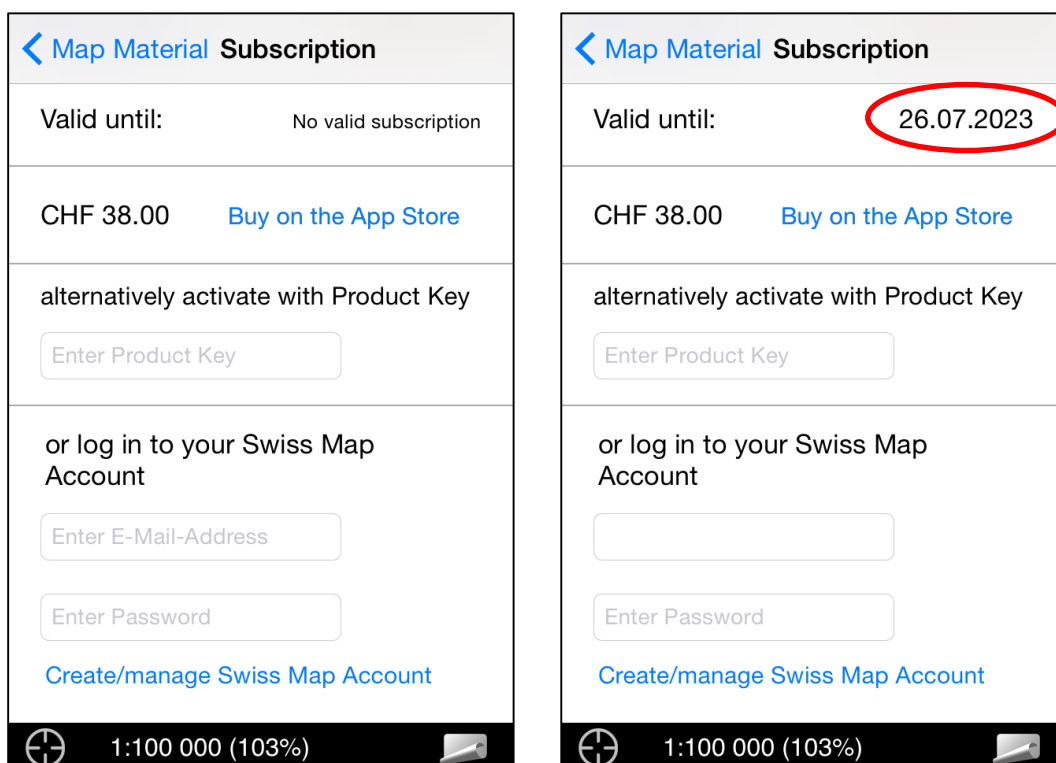 Map Material Subscription
Valid until: No valid subscription
CHF 38.00 Buy on the App Store
alternatively activate with Product Key
Enter Product Key
or log in to your Swiss Map
Account
Enter E-Mail-Address
Enter Password
Create/manage Swiss Map Account
1:100 000 (103%)
Map Material Subscription
Valid until: 26.07.2023
CHF 38.00 Buy on the App Store
alternatively activate with Product Key
Enter Product Key
or log in to your Swiss Map
Account
Enter Password
Create/manage Swiss Map Account
1:100 000 (103%)